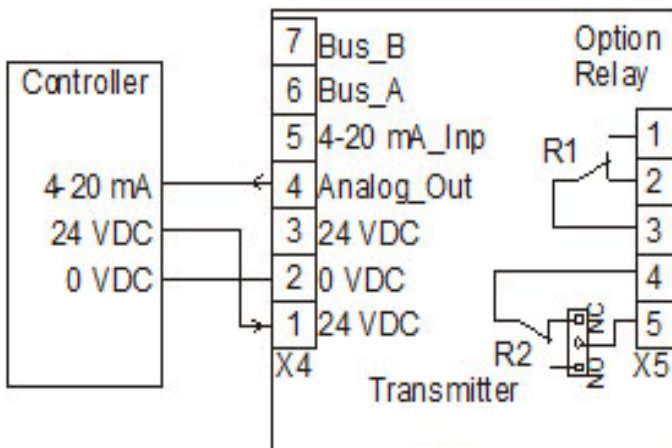 Controller
4-20 mA
24 VDC
0 VDC
7 Bus_B
6 Bus_A
5 4-20 mA_Inp
4 Analog_Out
3 24 VDC
2 0 VDC
1 24 VDC
X4
Transmitter
Option
Relay
R1
1
2
3
4
5
R2
NC
NO
X5